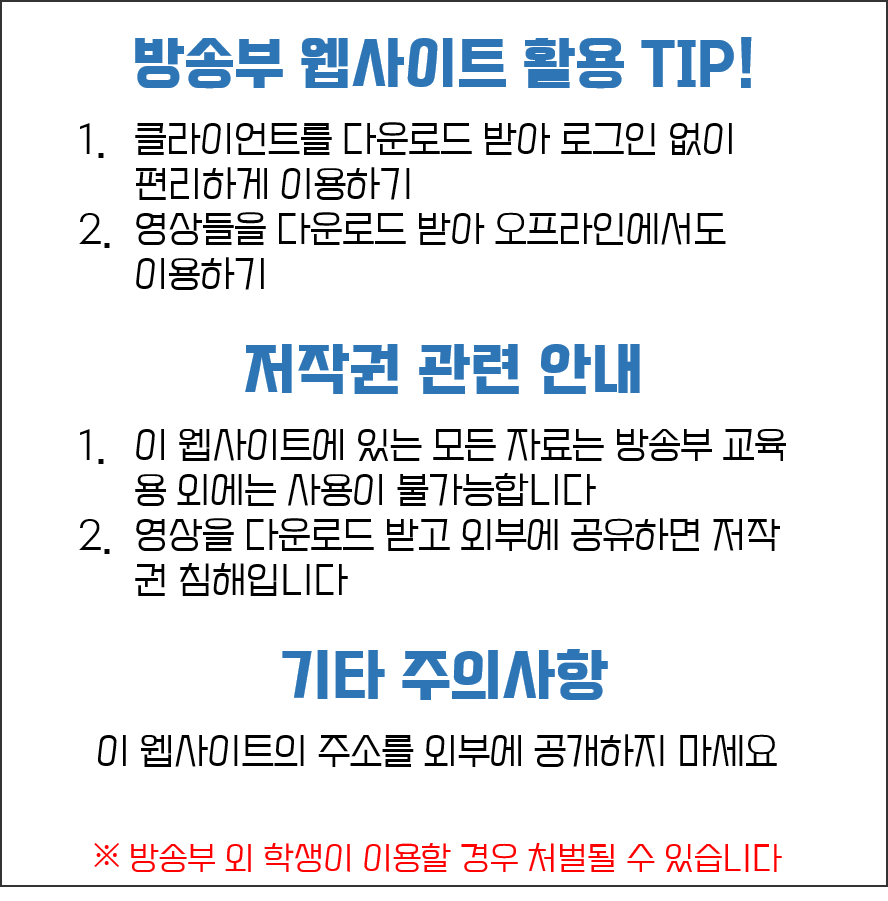 방송부 웹사이트 활용 TIP!
1. 클라이언트를 다운로드 받아 로그인 없이
편리하게 이용하기
2. 영상들을 다운로드 받아 오프라인에서도
이용하기
저작권 관련 안내
1. 이 웹사이트에 있는 모든 자료는 방송부 교육
용 외에는 사용이 불가능합니다
2. 영상을 다운로드 받고 외부에 공유하면 저작
권 침해입니다
기타 주의사항
이 웹사이트의 주소를 외부에 공개하지 마세요
※ 방송부 외 학생이 이용할 경우 처벌될 수 있습니다